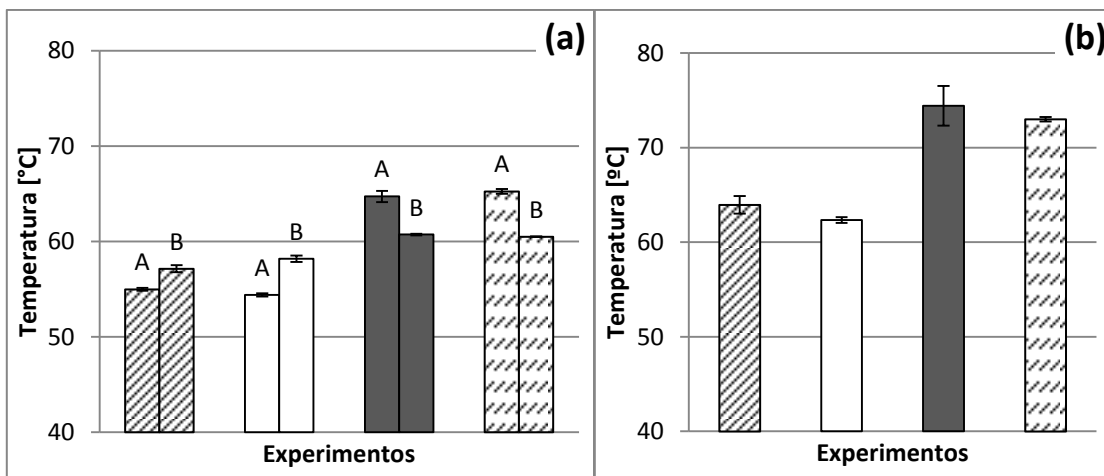 (a)
80
70
60
50
40
Temperatura [°C]
A
B
A
B
A
B
A
B
Experimentos
(b)
80
70
60
50
40
Temperatura [ºC]
Experimentos